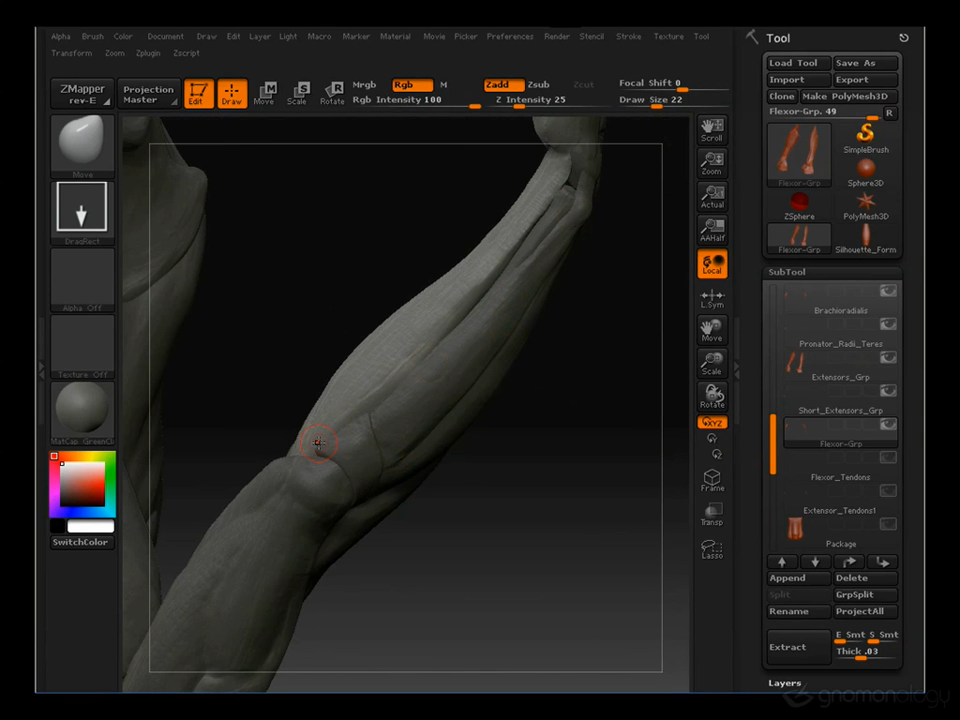 Alpha Brush Color Document Draw Edit Layer Light Macro Marker Material Movie Picker Preferences Render Stencil Stroke Texture Tool
Transform Zoom Zplugin Zscript
ZMapper
rev-E
Projection
Master
Edit
Draw
Move
Scale
Rotate
Mrgb Rgb M
Rgb Intensity 100
Zadd Zsub Zcut
Z Intensity 25
Focal Shift 0
Draw Size 22
Move
DragRect
Alpha Off
Texture Off
MatCap GreenCl
SwitchColor
Scroll
Zoom
Actual
AAHalf
Local
L.Sym
Move
Scale
Rotate
XYZ
Frame
Transp
Lasso
Tool
Load Tool Save As
Import Export
Clone Make PolyMesh3D
Flexor-Grp. 49 R
Flexor-Grp
SimpleBrush
Sphere3D
ZSphere
PolyMesh3D
Flexor-Grp
Silhouette_Form
SubTool
Brachioradialis
Pronator_Radii_Teres
Extensors_Grp
Short_Extensors_Grp
Flexor-Grp
Flexor_Tendons
Extensor_Tendons1
Package
Append Delete
Split GrpSplit
Rename ProjectAll
Extract
E Smt S Smt
Thick .03
Layers
gnomonology